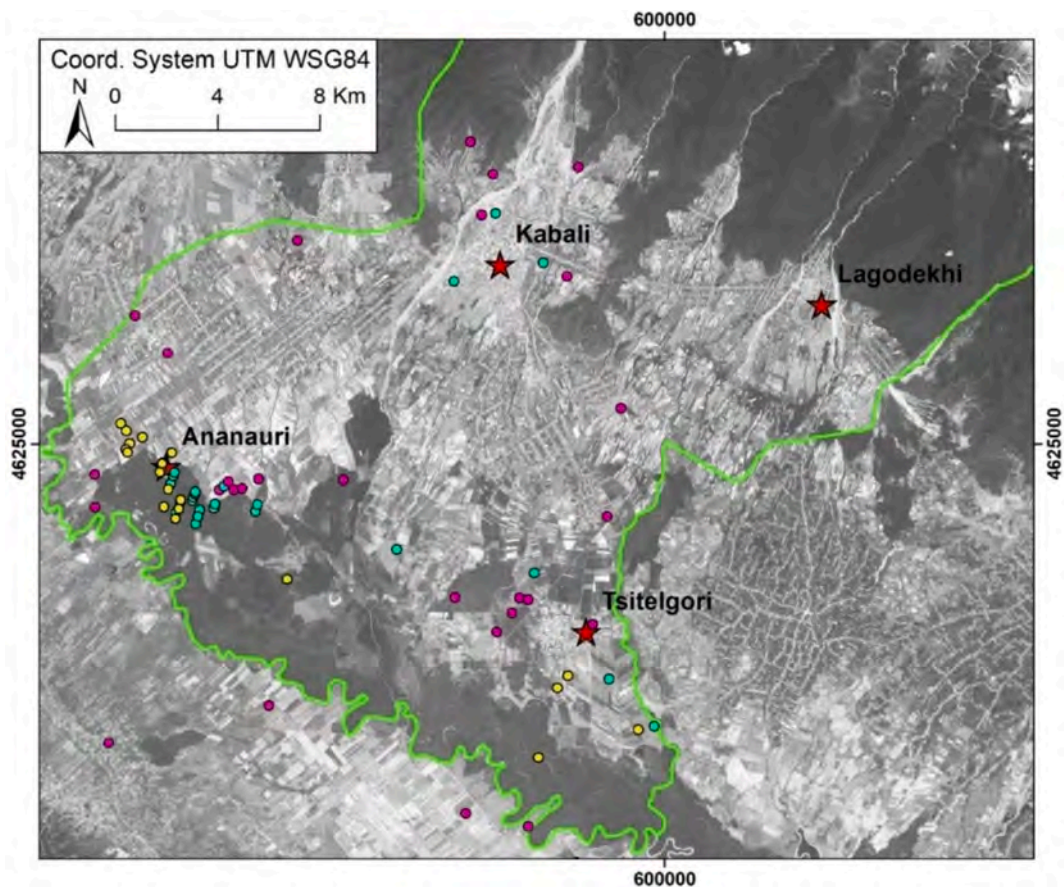 600000
Coord. System UTM WSG84
N
0 4 8 Km
Kabali
Lagodekhi
4625000
Ananauri
4625000
Tsitelgori
600000